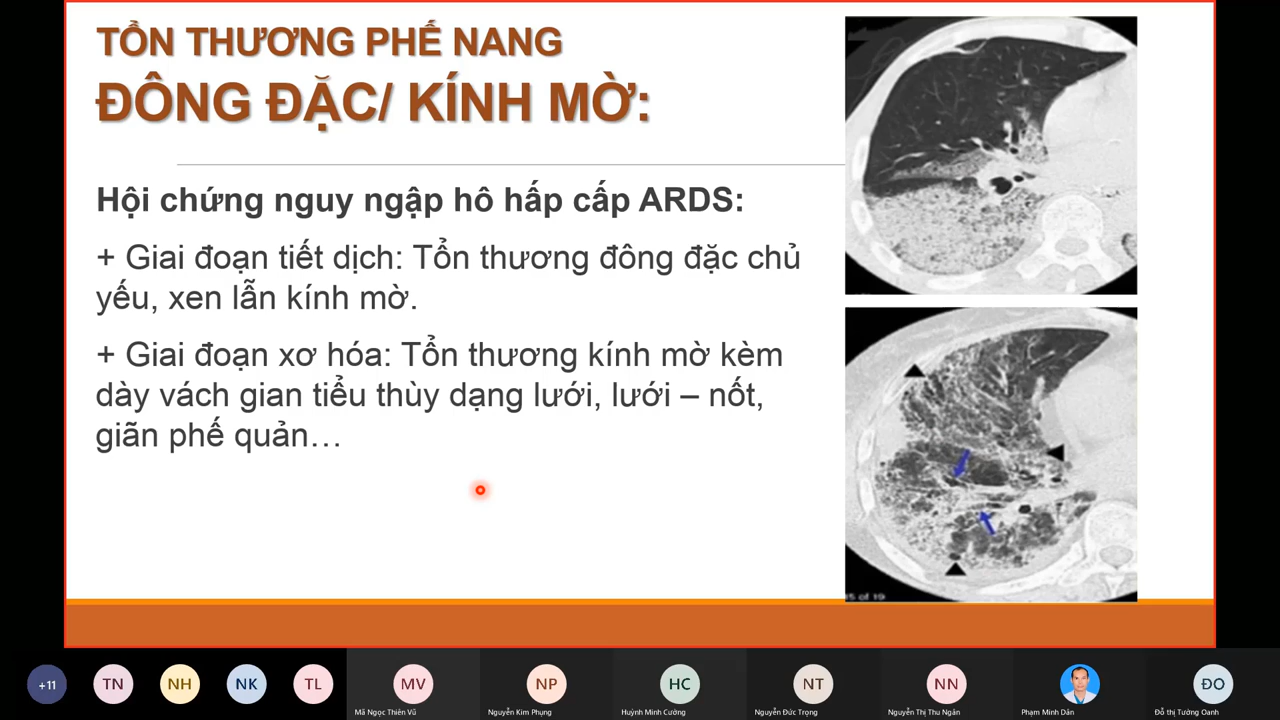 TỔN THƯƠNG PHẾ NANG
ĐÔNG ĐẶC/ KÍNH MỜ:
Hội chứng nguy ngập hô hấp cấp ARDS:
+ Giai đoạn tiết dịch: Tổn thương đông đặc chủ
yếu, xen lẫn kính mờ.
+ Giai đoạn xơ hóa: Tổn thương kính mờ kèm
dày vách gian tiểu thùy dạng lưới, lưới – nốt,
giãn phế quản…
5 of 19
+11
TN
NH
NK
TL
MV
NP
HC
NT
NN
ĐO
Mã Ngọc Thiên Vũ
Nguyễn Kim Phụng
Huỳnh Minh Cường
Nguyễn Đức Trọng
Nguyễn Thị Thu Ngân
Phạm Minh Dân
Đỗ thị Tường Oanh